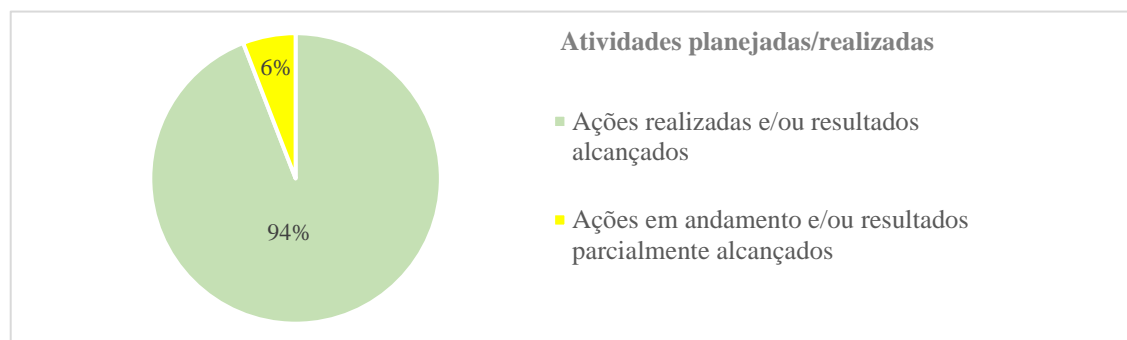 6%
94%
Atividades planejadas/realizadas
Ações realizadas e/ou resultados
alcançados
Ações em andamento e/ou resultados
parcialmente alcançados